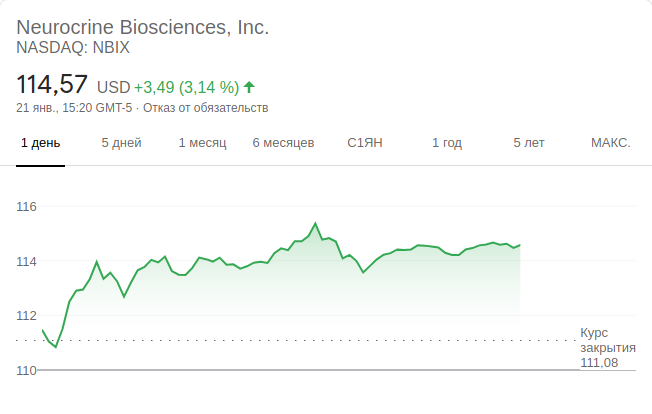 Neurocrine Biosciences, Inc.
NASDAQ: NBIX
114,57 USD +3,49 (3,14 %)
21 янв., 15:20 GMT-5 · Отказ от обязательств
1 день 5 дней 1 месяц 6 месяцев С1ЯН 1 год 5 лет МАКС.
116
114
112
110
Курс
закрытия
111,08